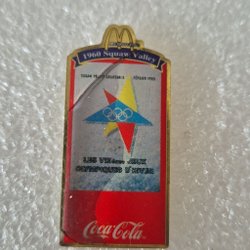 1960 Squaw Valley
LES VIIIèmes JEUX
OLYMPIQUES D'HIVER
Coca-Cola